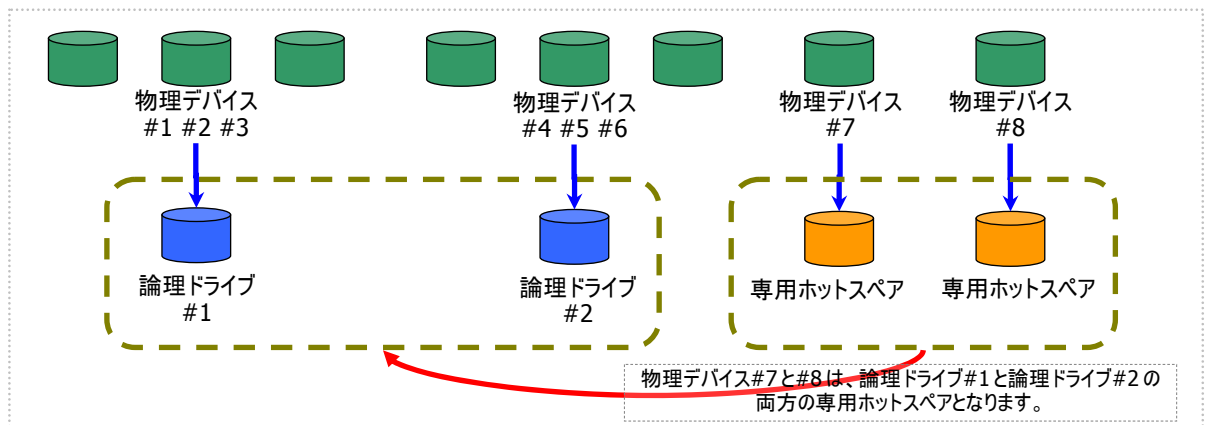 物理デバイス
#1 #2 #3
物理デバイス
#4 #5 #6
物理デバイス
#7
物理デバイス
#8
論理ドライブ
#1
論理ドライブ
#2
専用ホットスペア
専用ホットスペア
物理デバイス#7と#8は、論理ドライブ#1と論理ドライブ#2の
両方の専用ホットスペアとなります。